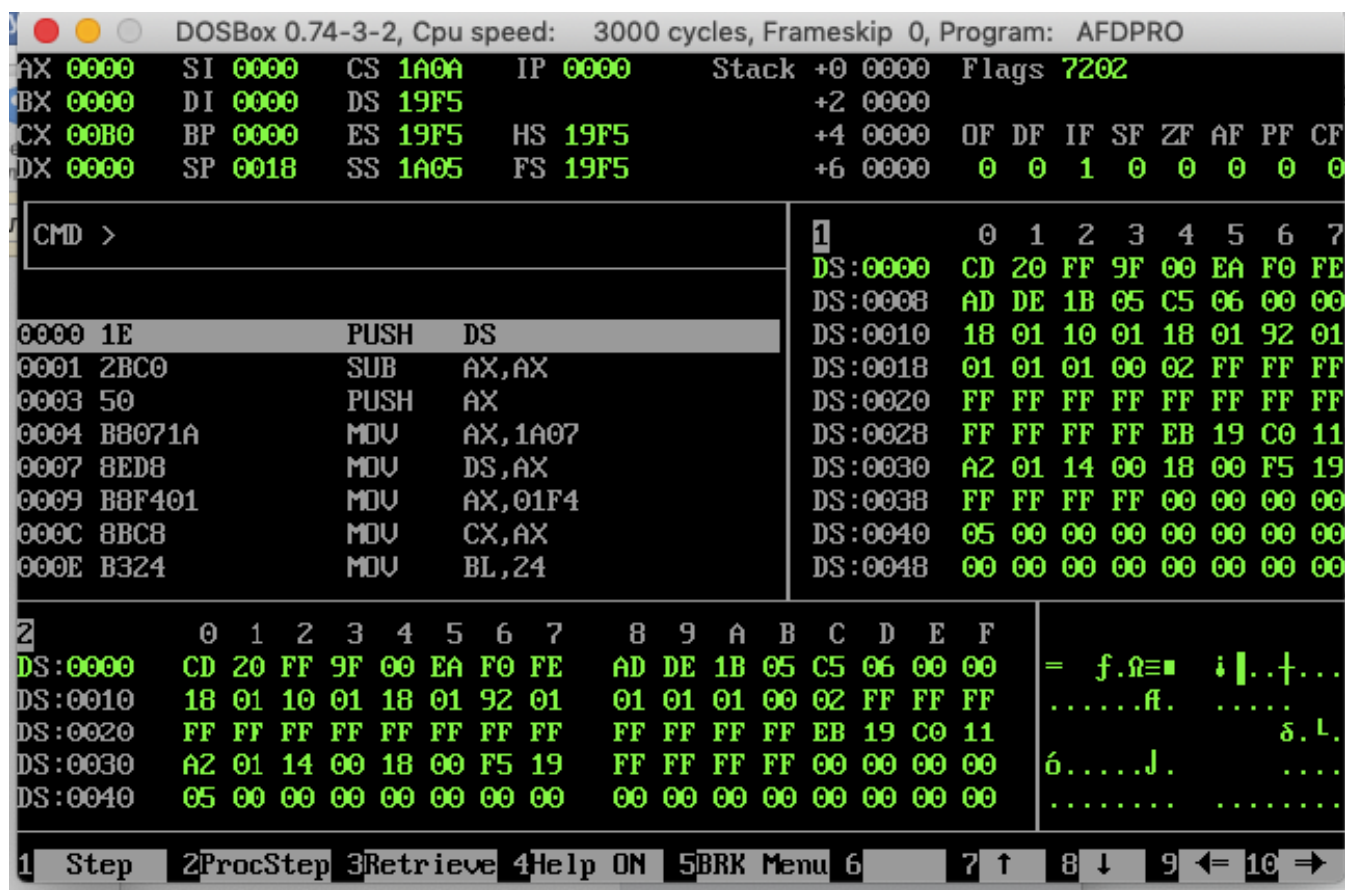 DOSBox 0.74-3-2, Cpu speed: 3000 cycles, Frameskip 0, Program: AFDPRO
AX 0000 SI 0000 CS 1A0A IP 0000 Stack +0 0000 Flags 7202
BX 0000 DI 0000 DS 19F5 +2 0000
CX 00B0 BP 0000 ES 19F5 HS 19F5 +4 0000 OF DF IF SF ZF AF PF CF
DX 0000 SP 0018 SS 1A05 FS 19F5 +6 0000 0 0 1 0 0 0 0 0
CMD >
1 0 1 2 3 4 5 6 7
DS:0000 CD 20 FF 9F 00 EA F0 FE
DS:0008 AD DE 1B 05 C5 06 00 00
0000 1E PUSH DS DS:0010 18 01 10 01 18 01 92 01
0001 2BC0 SUB AX,AX DS:0018 01 01 01 00 02 FF FF FF
0003 50 PUSH AX DS:0020 FF FF FF FF FF FF FF FF
0004 B8071A MOV AX,1A07 DS:0028 FF FF FF FF EB 19 C0 11
0007 8ED8 MOV DS,AX DS:0030 A2 01 14 00 18 00 F5 19
0009 B8F401 MOV AX,01F4 DS:0038 FF FF FF FF 00 00 00 00
000C 8BC8 MOV CX,AX DS:0040 05 00 00 00 00 00 00 00
000E B324 MOV BL,24 DS:0048 00 00 00 00 00 00 00 00
2 0 1 2 3 4 5 6 7 8 9 A B C D E F
DS:0000 CD 20 FF 9F 00 EA F0 FE AD DE 1B 05 C5 06 00 00 = ƒ.Ω≡■ ¡▐..┼...
DS:0010 18 01 10 01 18 01 92 01 01 01 01 00 02 FF FF FF ......Æ. .....
DS:0020 FF FF FF FF FF FF FF FF FF FF FF FF EB 19 C0 11 δ.└.
DS:0030 A2 01 14 00 18 00 F5 19 FF FF FF FF 00 00 00 00 ó.....⌡. ....
DS:0040 05 00 00 00 00 00 00 00 00 00 00 00 00 00 00 00 ........ ........
1 Step 2ProcStep 3Retrieve 4Help ON 5BRK Menu 6 7 ↑ 8 ↓ 9 ⇐ 10 ⇒